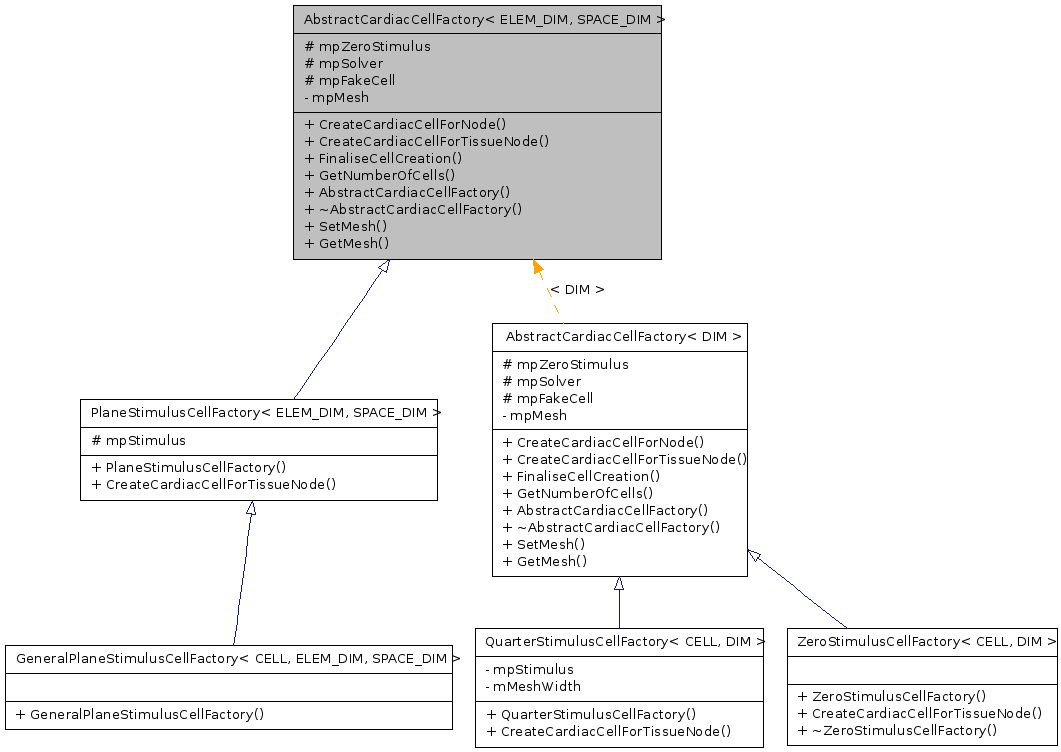 AbstractCardiacCellFactory< ELEM_DIM, SPACE_DIM >
# mpZeroStimulus
# mpSolver
# mpFakeCell
- mpMesh
+ CreateCardiacCellForNode()
+ CreateCardiacCellForTissueNode()
+ FinaliseCellCreation()
+ GetNumberOfCells()
+ AbstractCardiacCellFactory()
+ ~AbstractCardiacCellFactory()
+ SetMesh()
+ GetMesh()
< DIM >
AbstractCardiacCellFactory< DIM >
# mpZeroStimulus
# mpSolver
# mpFakeCell
- mpMesh
+ CreateCardiacCellForNode()
+ CreateCardiacCellForTissueNode()
+ FinaliseCellCreation()
+ GetNumberOfCells()
+ AbstractCardiacCellFactory()
+ ~AbstractCardiacCellFactory()
+ SetMesh()
+ GetMesh()
PlaneStimulusCellFactory< ELEM_DIM, SPACE_DIM >
# mpStimulus
+ PlaneStimulusCellFactory()
+ CreateCardiacCellForTissueNode()
GeneralPlaneStimulusCellFactory< CELL, ELEM_DIM, SPACE_DIM >
+ GeneralPlaneStimulusCellFactory()
QuarterStimulusCellFactory< CELL, DIM >
- mpStimulus
- mMeshWidth
+ QuarterStimulusCellFactory()
+ CreateCardiacCellForTissueNode()
ZeroStimulusCellFactory< CELL, DIM >
+ ZeroStimulusCellFactory()
+ CreateCardiacCellForTissueNode()
+ ~ZeroStimulusCellFactory()